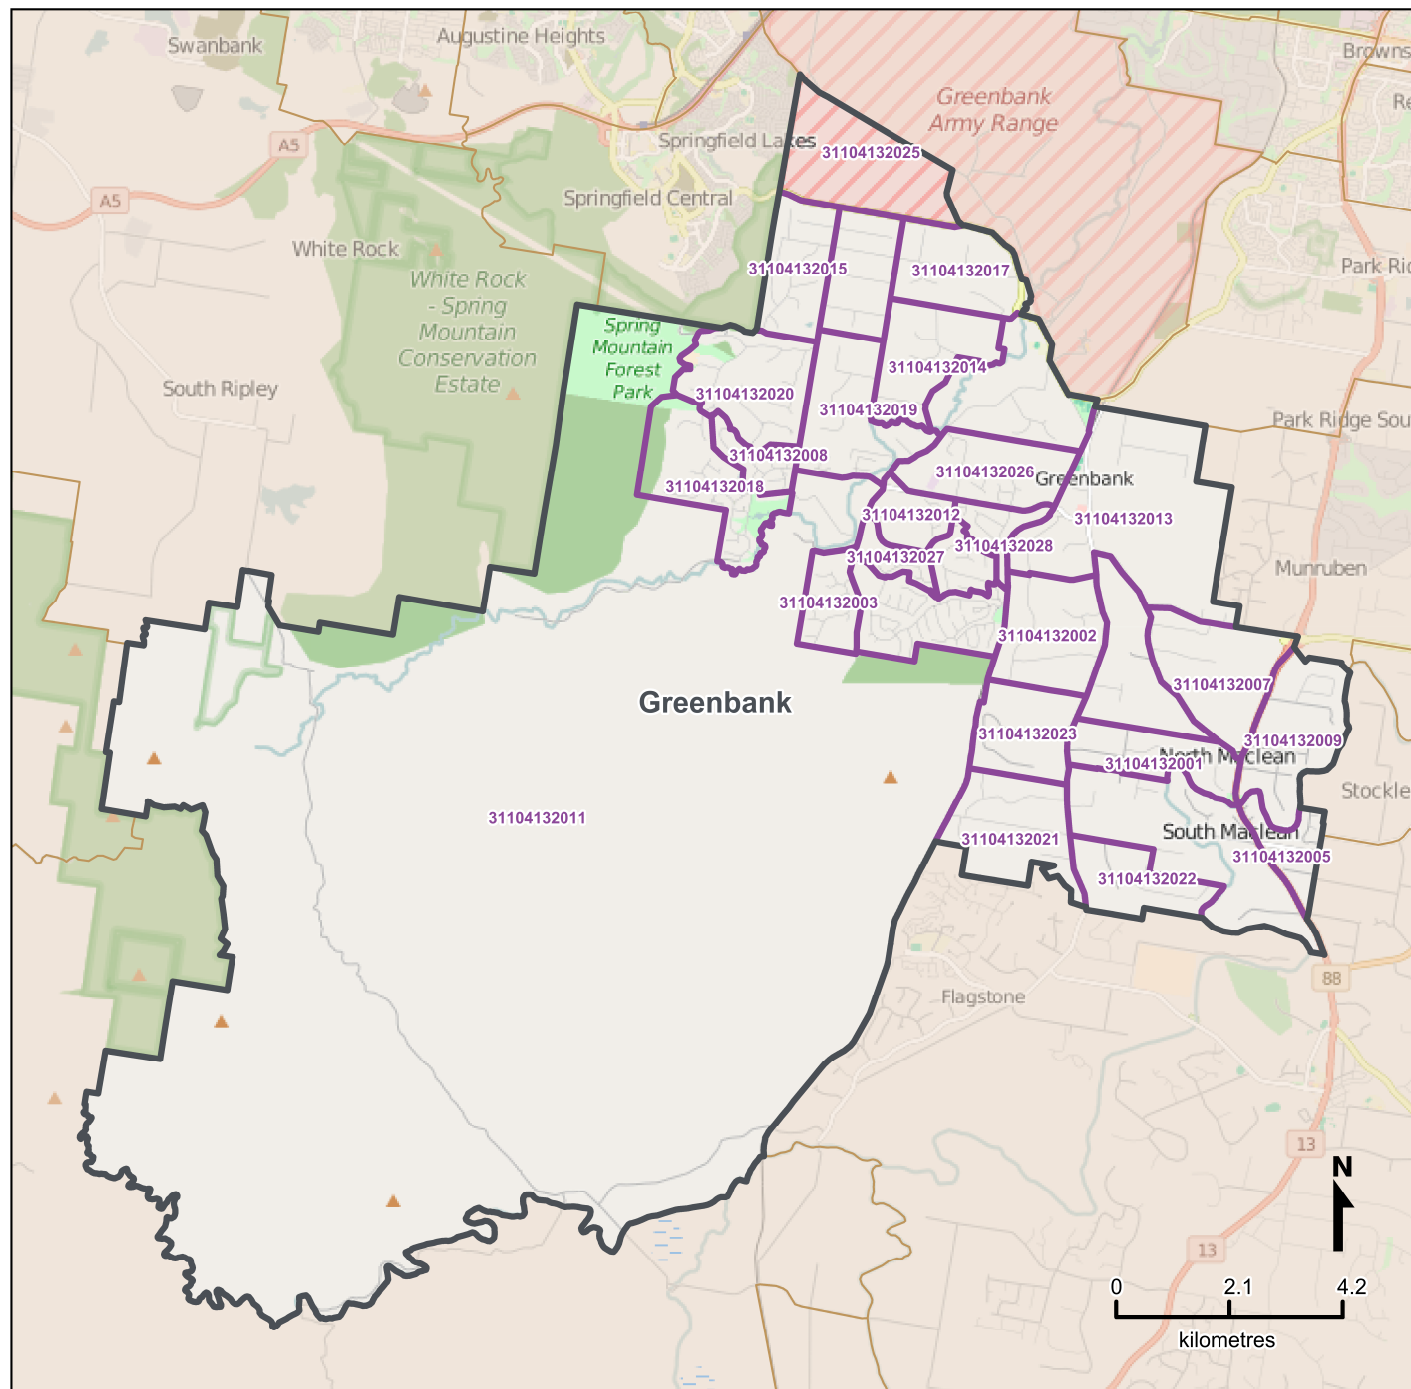 Swanbank
Augustine Heights
Browns
Greenbank
Army Range
Re
A5
Springfield Lakes
31104132025
A5
Springfield Central
White Rock
31104132015
31104132017
Park Ric
White Rock
- Spring
Mountain
Conservation
Estate
Spring
Mountain
Forest
Park
31104132014
South Ripley
31104132020
31104132019
Park Ridge Sou
31104132008
31104132026
Greenbank
31104132018
31104132012
31104132013
31104132028
31104132027
Munruben
31104132003
31104132002
31104132007
Greenbank
31104132023
31104132009
North Maclean
31104132001
Stockle
31104132011
31104132021
South Maclean
31104132005
31104132022
88
Flagstone
13
N
13
0 2.1 4.2
kilometres